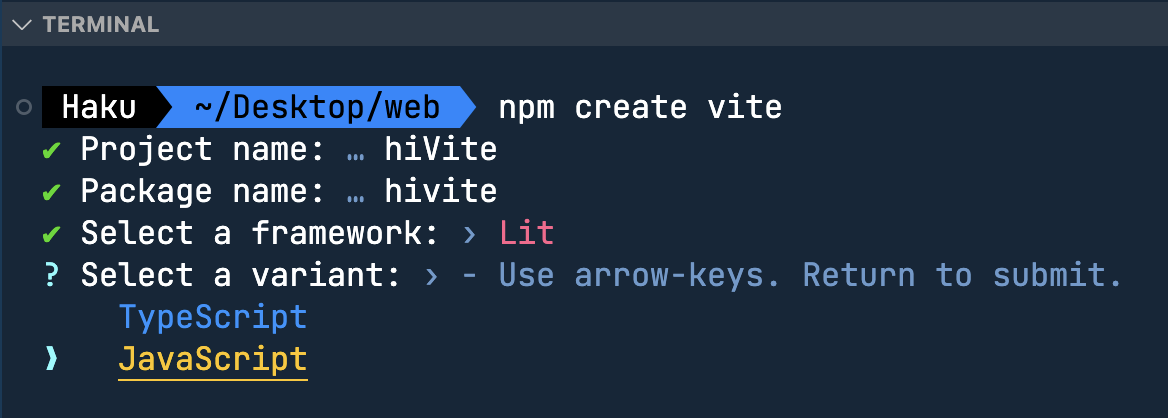 TERMINAL
Haku ~/Desktop/web npm create vite
✔ Project name: … hiVite
✔ Package name: … hivite
✔ Select a framework: › Lit
? Select a variant: › - Use arrow-keys. Return to submit.
TypeScript
❯ JavaScript